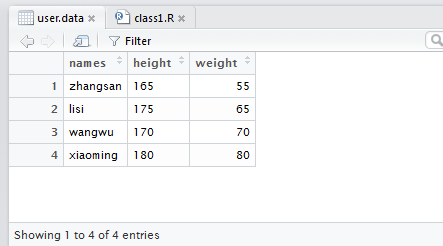 user.data × class1.R ×
Filter
names height weight
1 zhangsan 165 55
2 lisi 175 65
3 wangwu 170 70
4 xiaoming 180 80
Showing 1 to 4 of 4 entries